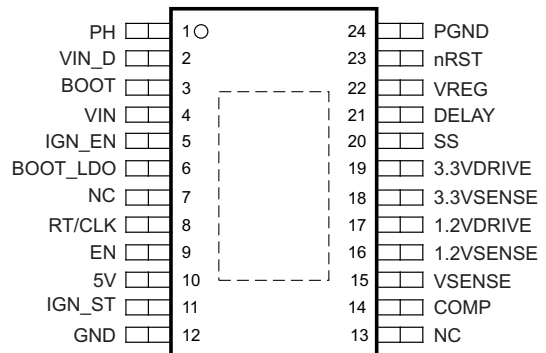 PH 1 24 PGND
VIN_D 2 23 nRST
BOOT 3 22 VREG
VIN 4 21 DELAY
IGN_EN 5 20 SS
BOOT_LDO 6 19 3.3VDRIVE
NC 7 18 3.3VSENSE
RT/CLK 8 17 1.2VDRIVE
EN 9 16 1.2VSENSE
5V 10 15 VSENSE
IGN_ST 11 14 COMP
GND 12 13 NC